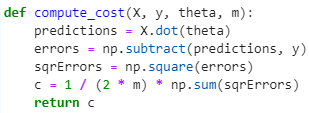 def compute_cost(X, y, theta, m):
    predictions = X.dot(theta)
    errors = np.subtract(predictions, y)
    sqrErrors = np.square(errors)
    c = 1 / (2 * m) * np.sum(sqrErrors)
    return c